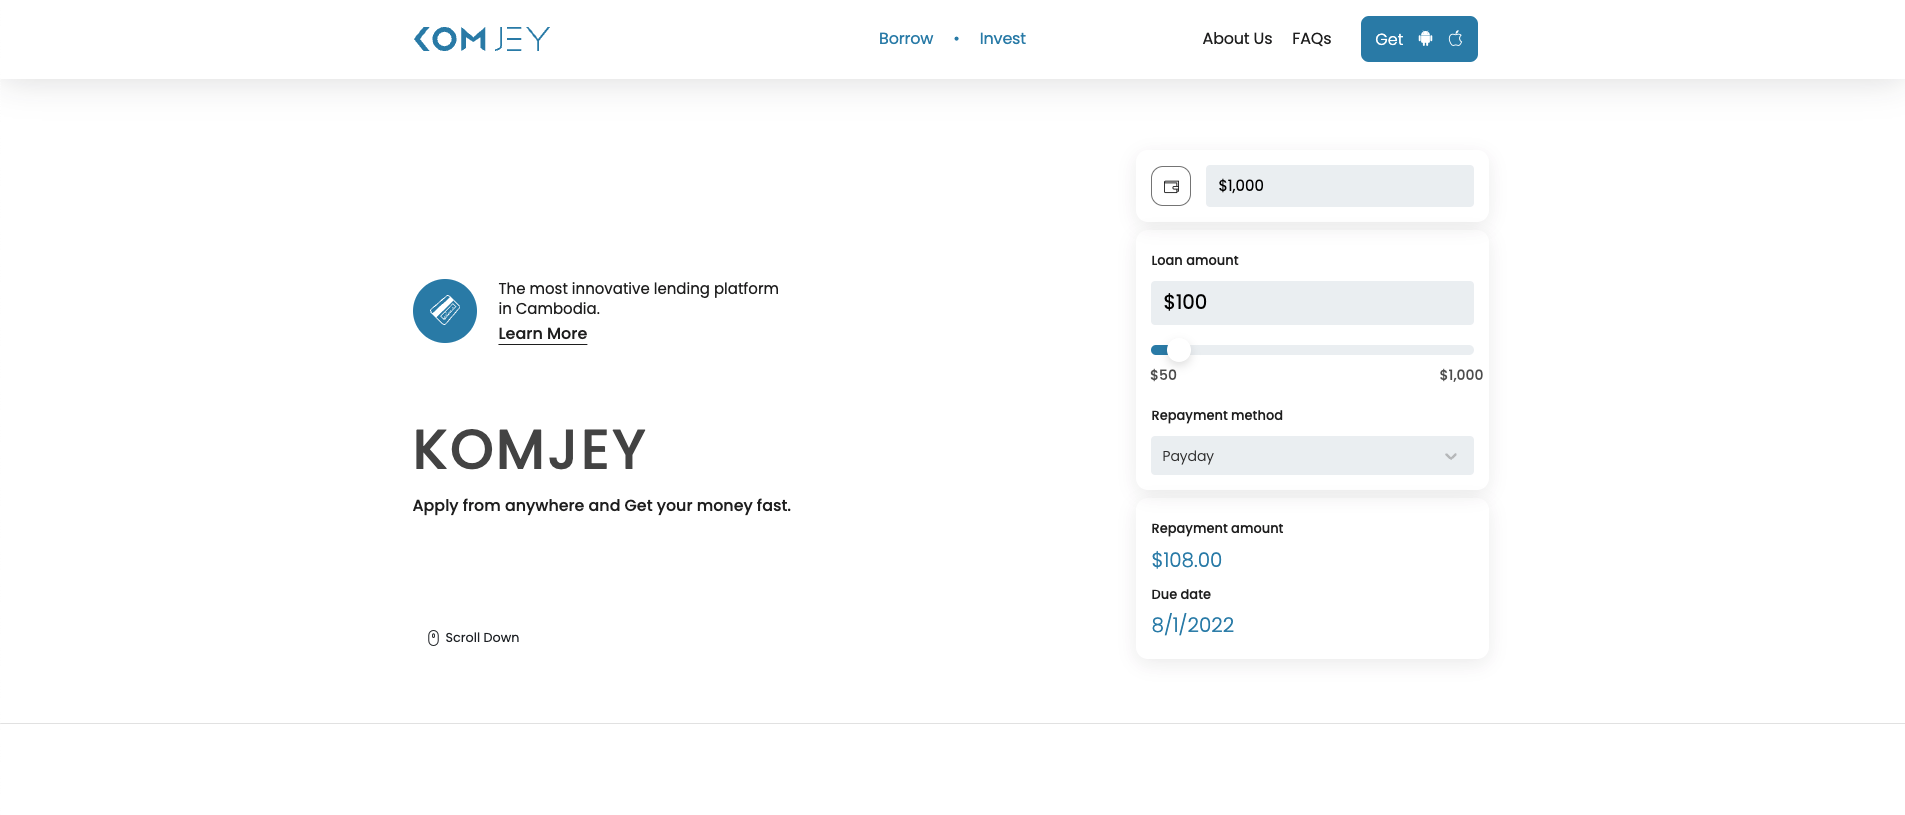 KOMJEY
Borrow • Invest
About Us FAQs
Get
The most innovative lending platform
in Cambodia.
Learn More
KOMJEY
Apply from anywhere and Get your money fast.
Scroll Down
$1,000
Loan amount
$100
$50 $1,000
Repayment method
Payday
Repayment amount
$108.00
Due date
8/1/2022